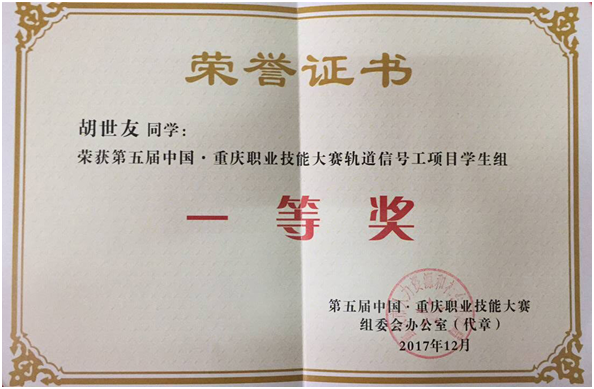 荣誉证书
胡世友 同学：
荣获第五届中国·重庆职业技能大赛轨道信号工项目学生组
一等奖
第五届中国·重庆职业技能大赛
组委会办公室（代章）
2017年12月